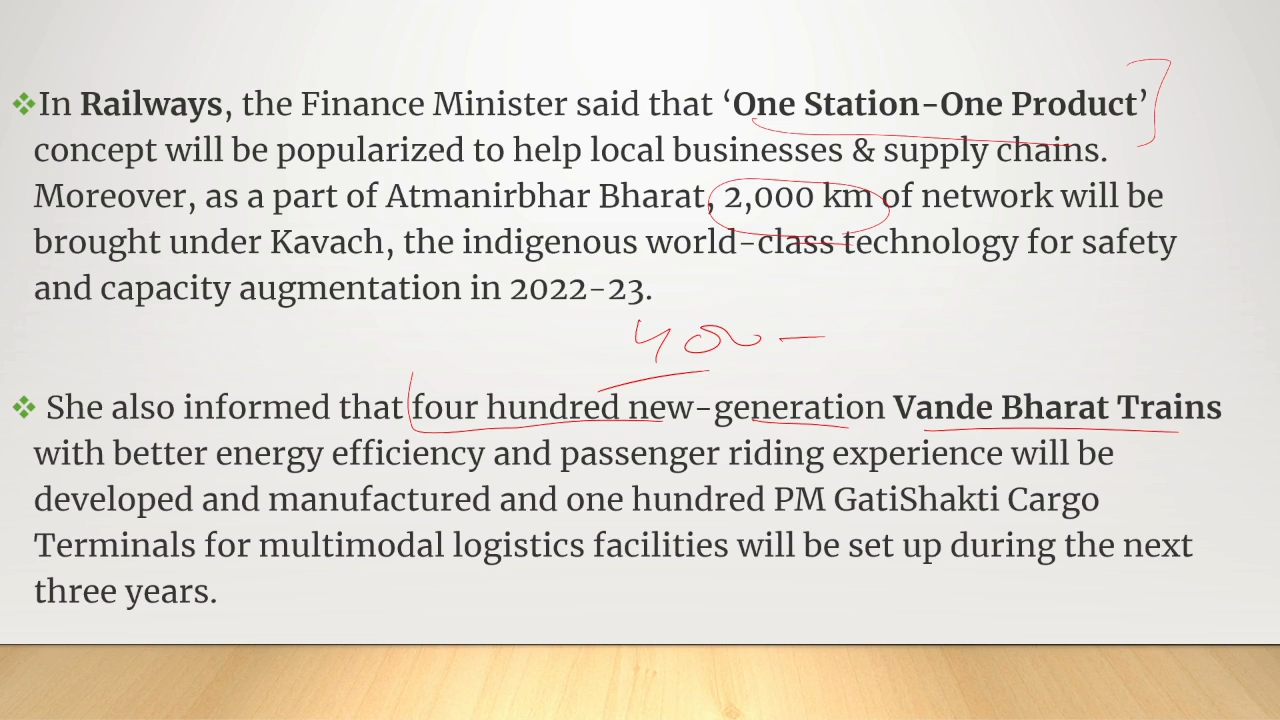 ❖In Railways, the Finance Minister said that ‘One Station-One Product’
concept will be popularized to help local businesses & supply chains.
Moreover, as a part of Atmanirbhar Bharat, 2,000 km of network will be
brought under Kavach, the indigenous world-class technology for safety
and capacity augmentation in 2022-23.
400 —
❖ She also informed that four hundred new-generation Vande Bharat Trains
with better energy efficiency and passenger riding experience will be
developed and manufactured and one hundred PM GatiShakti Cargo
Terminals for multimodal logistics facilities will be set up during the next
three years.